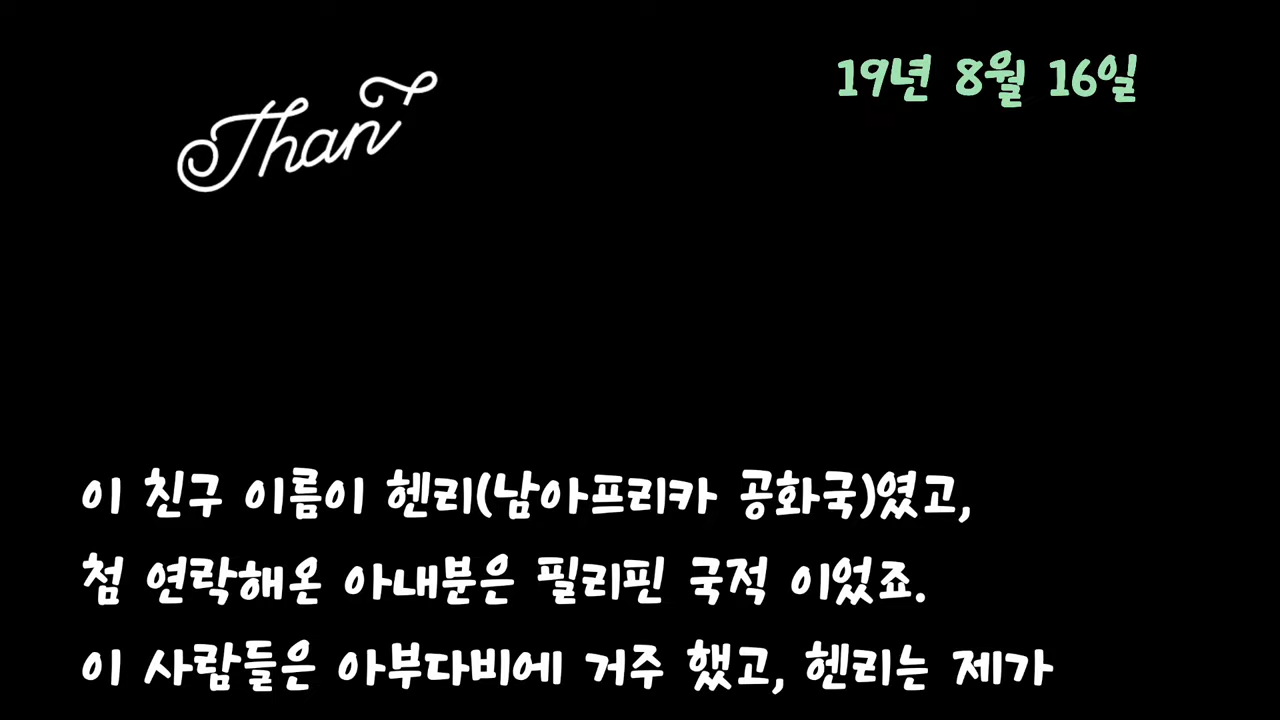 Than
19년 8월 16일
이 친구 이름이 헨리(남아프리카 공화국)였고,
첨 연락해온 아내분은 필리핀 국적 이었죠.
이 사람들은 아부다비에 거주 했고, 헨리는 제가